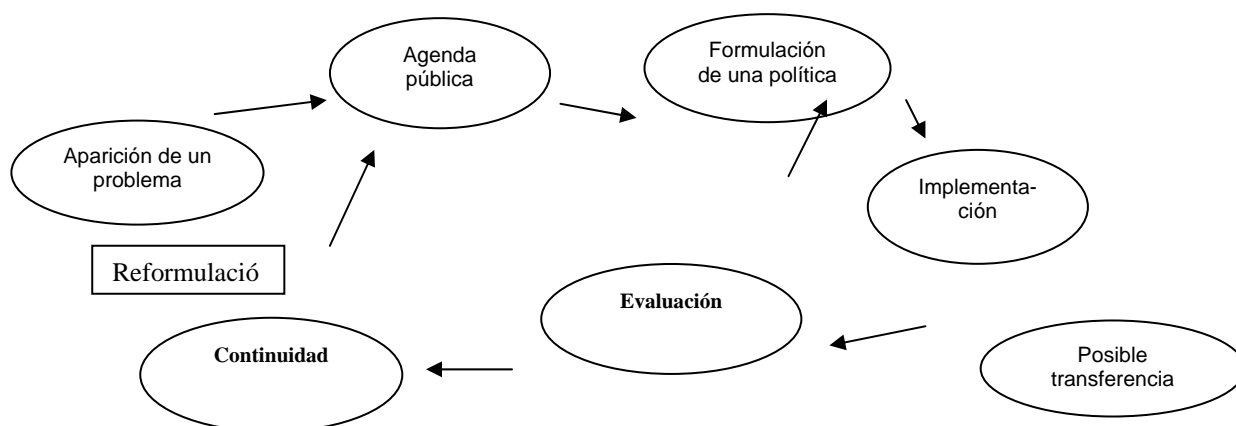 Agenda
pública
Formulación
de una política
Aparición de un
problema
Implementa-
ción
Reformulació
Evaluación
Continuidad
Posible
transferencia